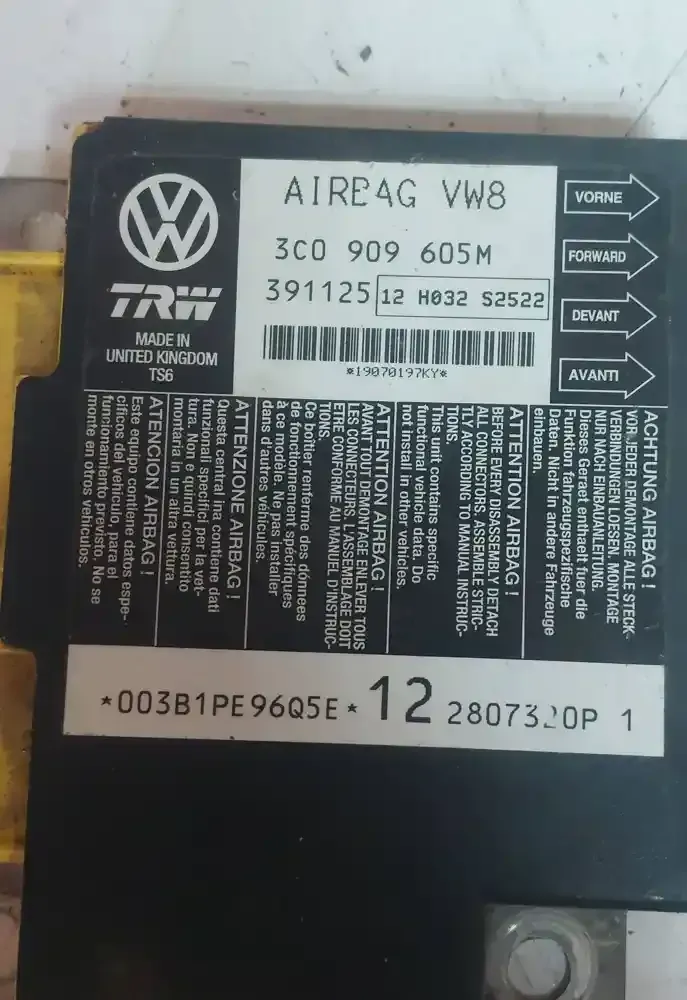 AIRBAG VW8
3C0 909 605M
391125 12 H032 S2522
*19070197KY*
VW
TRW
MADE IN
UNITED KINGDOM
TS6
VORNE
FORWARD
DEVANT
AVANTI
ACHTUNG AIRBAG !
VOR JEDER DEMONTAGE ALLE STECK-
VERBINDUNGEN LOESEN. MONTAGE
NUR NACH EINBAUANLEITUNG.
Dieses Geraet enthaelt fuer die
Funktion fahrzeugspezifische
Daten. Nicht in andere Fahrzeuge
einbauen.
ATTENTION AIRBAG !
BEFORE EVERY DISASSEMBLY DETACH
ALL CONNECTORS. ASSEMBLE STRIC-
TLY ACCORDING TO MANUAL INSTRUC-
TIONS.
This unit contains specific
functional vehicle data. Do
not install in other vehicles.
ATTENTION AIRBAG !
AVANT TOUT DEMONTAGE ENLEVER TOUS
LES CONNECTEURS. L'ASSEMBLAGE DOIT
ETRE CONFORME AU MANUEL D'INSTRUC-
TIONS.
Ce boîtier renferme des données
de fonctionnement spécifiques
à ce modèle. Ne pas installer
dans d'autres véhicules.
ATTENZIONE AIRBAG !
Questa central ina contiene dati
funzionali specifici per la vet-
tura. Non e quindi consentito
montarla in un altra vettura.
ATENCION AIRBAG !
Este equipo contiene datos espe-
cificos del vehículo, para el
funcionamiento previsto. No se
monte en otros vehículos.
*003B1PE96Q5E* 12 2807320P 1